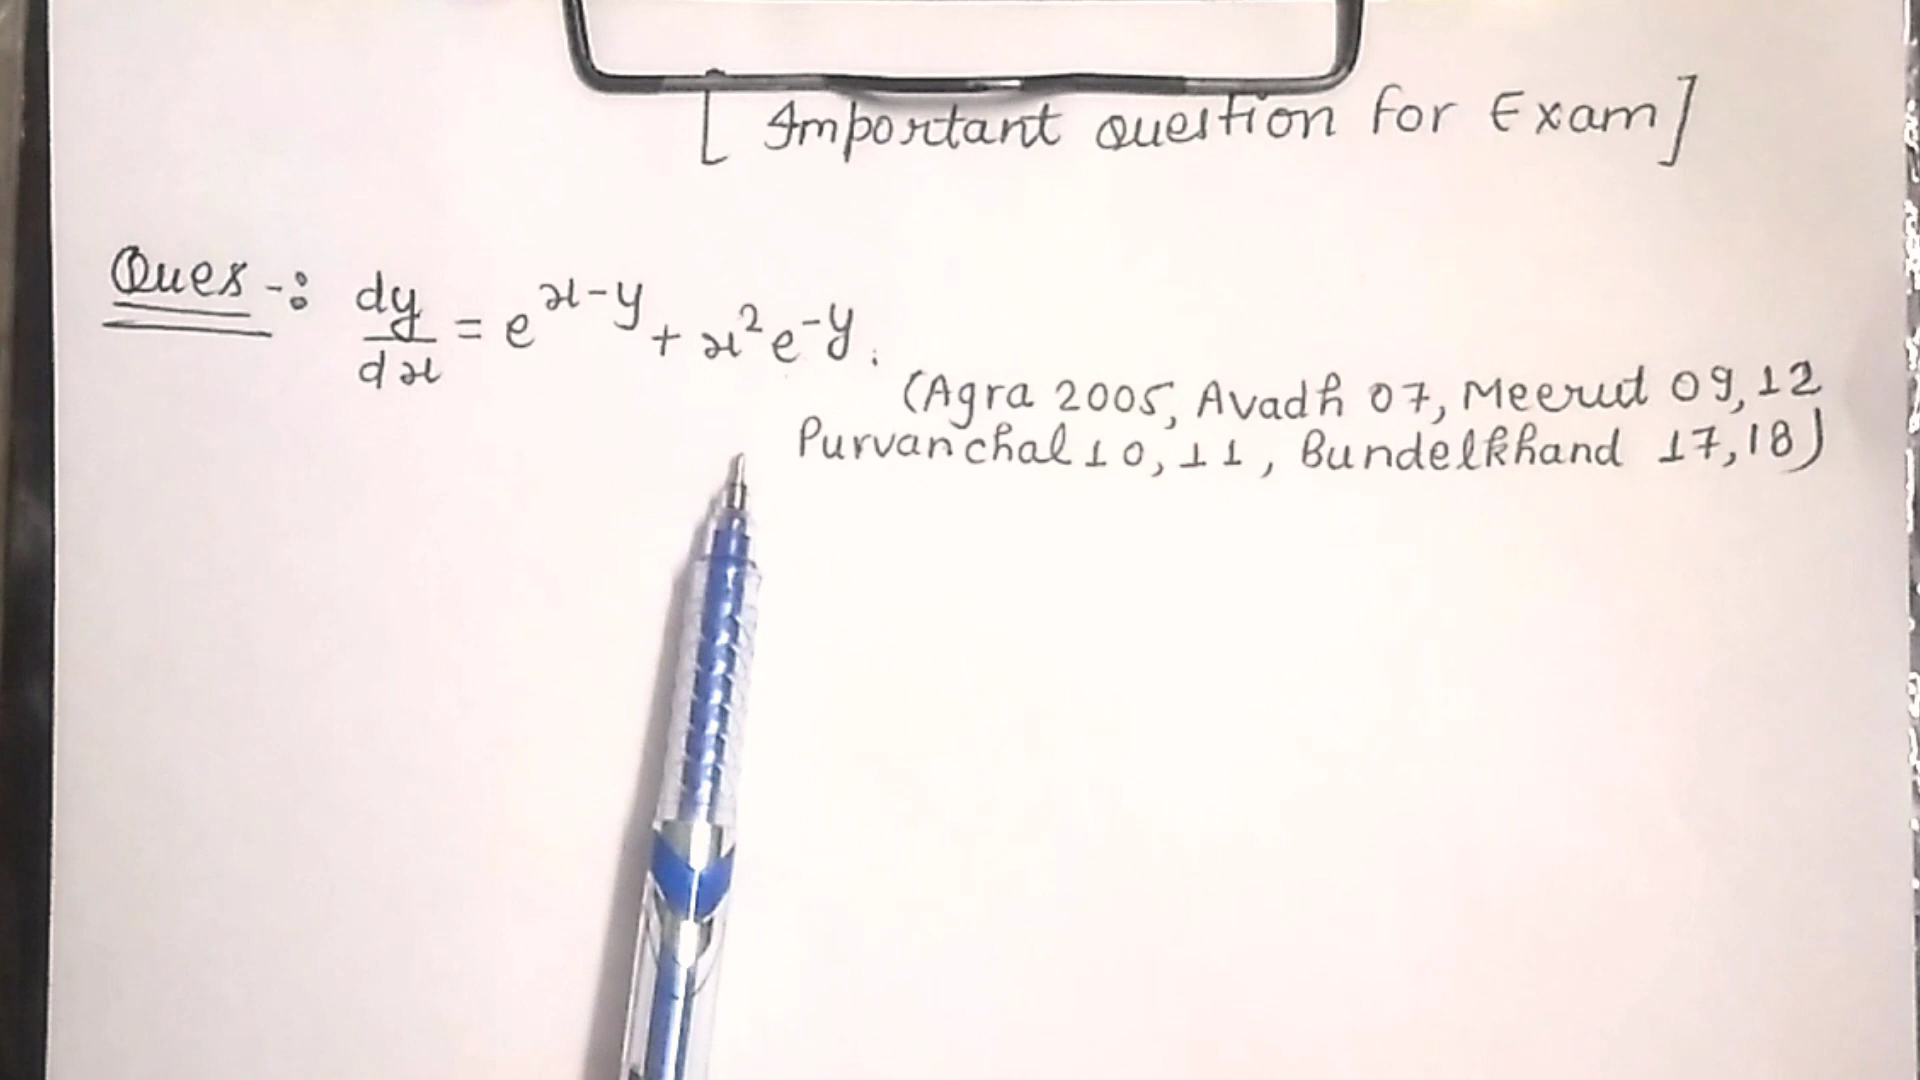 [Important question for Exam]
Ques -: dy/dx = e^{x-y} + x^2 e^{-y}.
(Agra 2005, Avadh 07, Meerut 09,12
Purvanchal 10, 11, Bundelkhand 17,18)